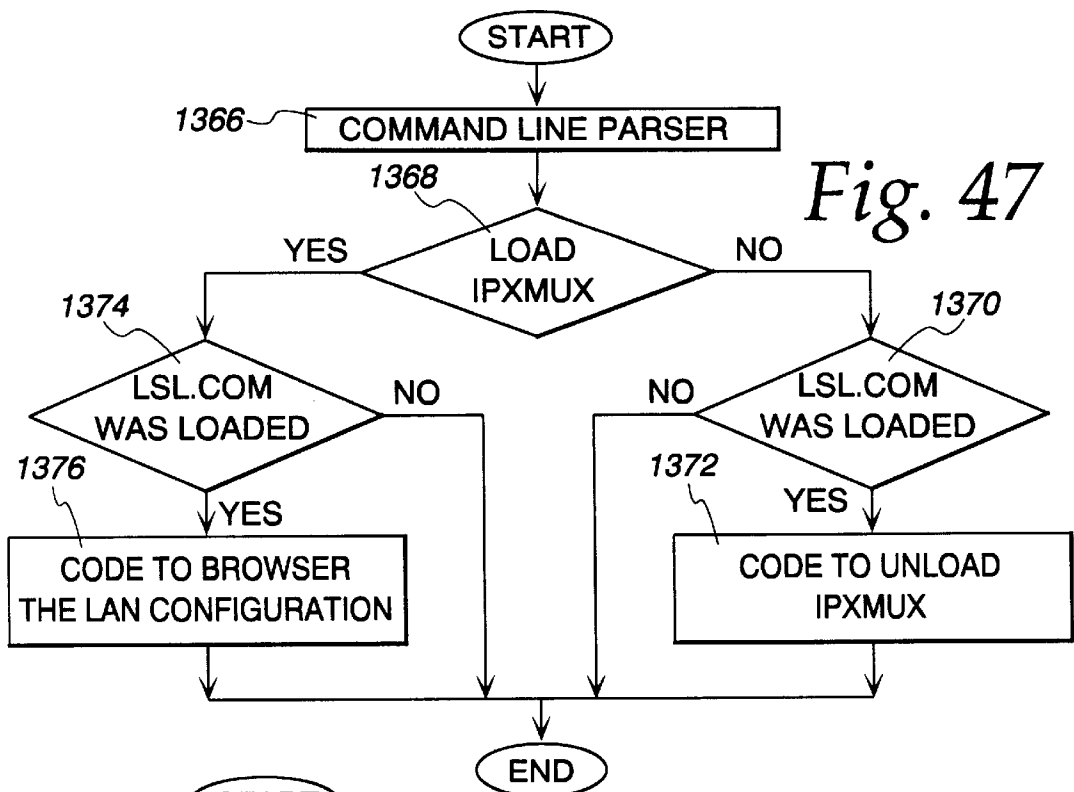 START
1366
COMMAND LINE PARSER
1368
Fig. 47
YES
LOAD
IPXMUX
NO
1374
LSL.COM
WAS LOADED
NO
1370
NO
LSL.COM
WAS LOADED
1376
YES
CODE TO BROWSER
THE LAN CONFIGURATION
1372
YES
CODE TO UNLOAD
IPXMUX
END